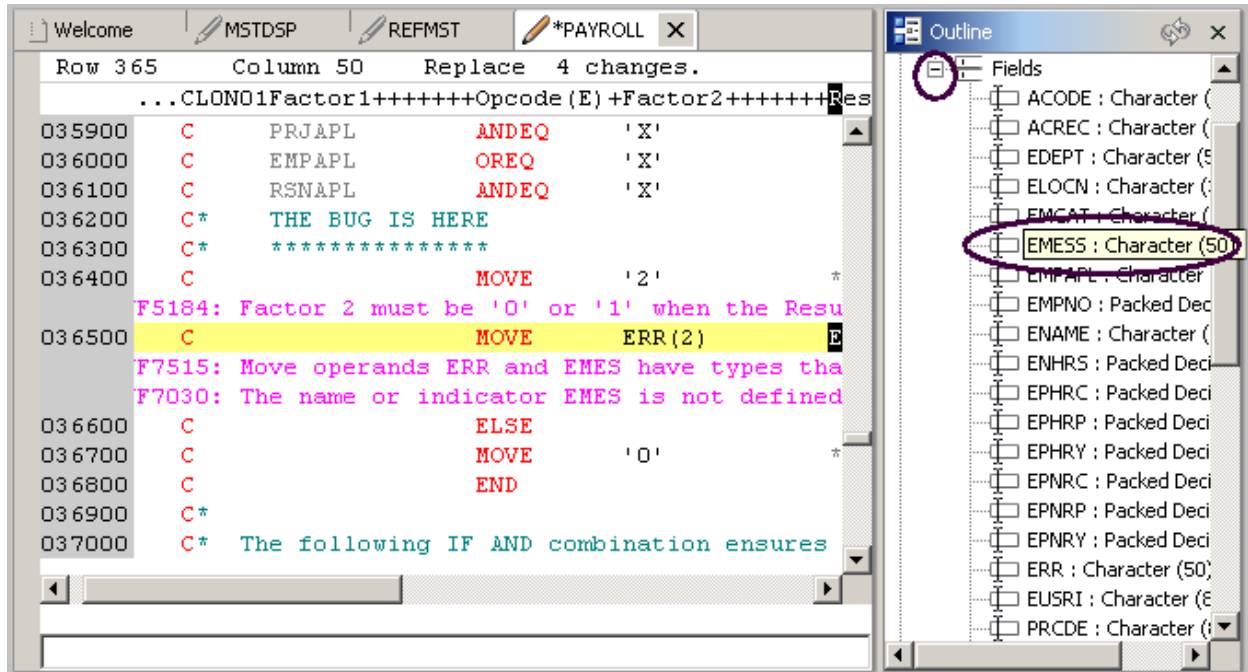 Welcome MSTDSP REFMST *PAYROLL
Row 365 Column 50 Replace 4 changes.
...CLON01Factor1+++++++Opcode(E)+Factor2+++++++Res
035900 C PRJAPL ANDEQ 'X'
036000 C EMPAPL OREQ 'X'
036100 C RSNAPL ANDEQ 'X'
036200 C* THE BUG IS HERE
036300 C* ***************
036400 C MOVE '2' *
F5184: Factor 2 must be '0' or '1' when the Resu
036500 C MOVE ERR(2) E
F7515: Move operands ERR and EMES have types tha
F7030: The name or indicator EMES is not defined
036600 C ELSE
036700 C MOVE '0' *
036800 C END
036900 C*
037000 C* The following IF AND combination ensures
Outline
Fields
ACODE : Character (
ACREC : Character (
EDEPT : Character (5
ELOCN : Character (
EMCAT : Character (
EMESS : Character (50)
EMPAPL : Character
EMPNO : Packed Dec
ENAME : Character (
ENHRS : Packed Deci
EPHRC : Packed Deci
EPHRP : Packed Deci
EPHRY : Packed Deci
EPNRC : Packed Deci
EPNRP : Packed Deci
EPNRY : Packed Deci
ERR : Character (50)
EUSRI : Character (8
PRCDE : Character (